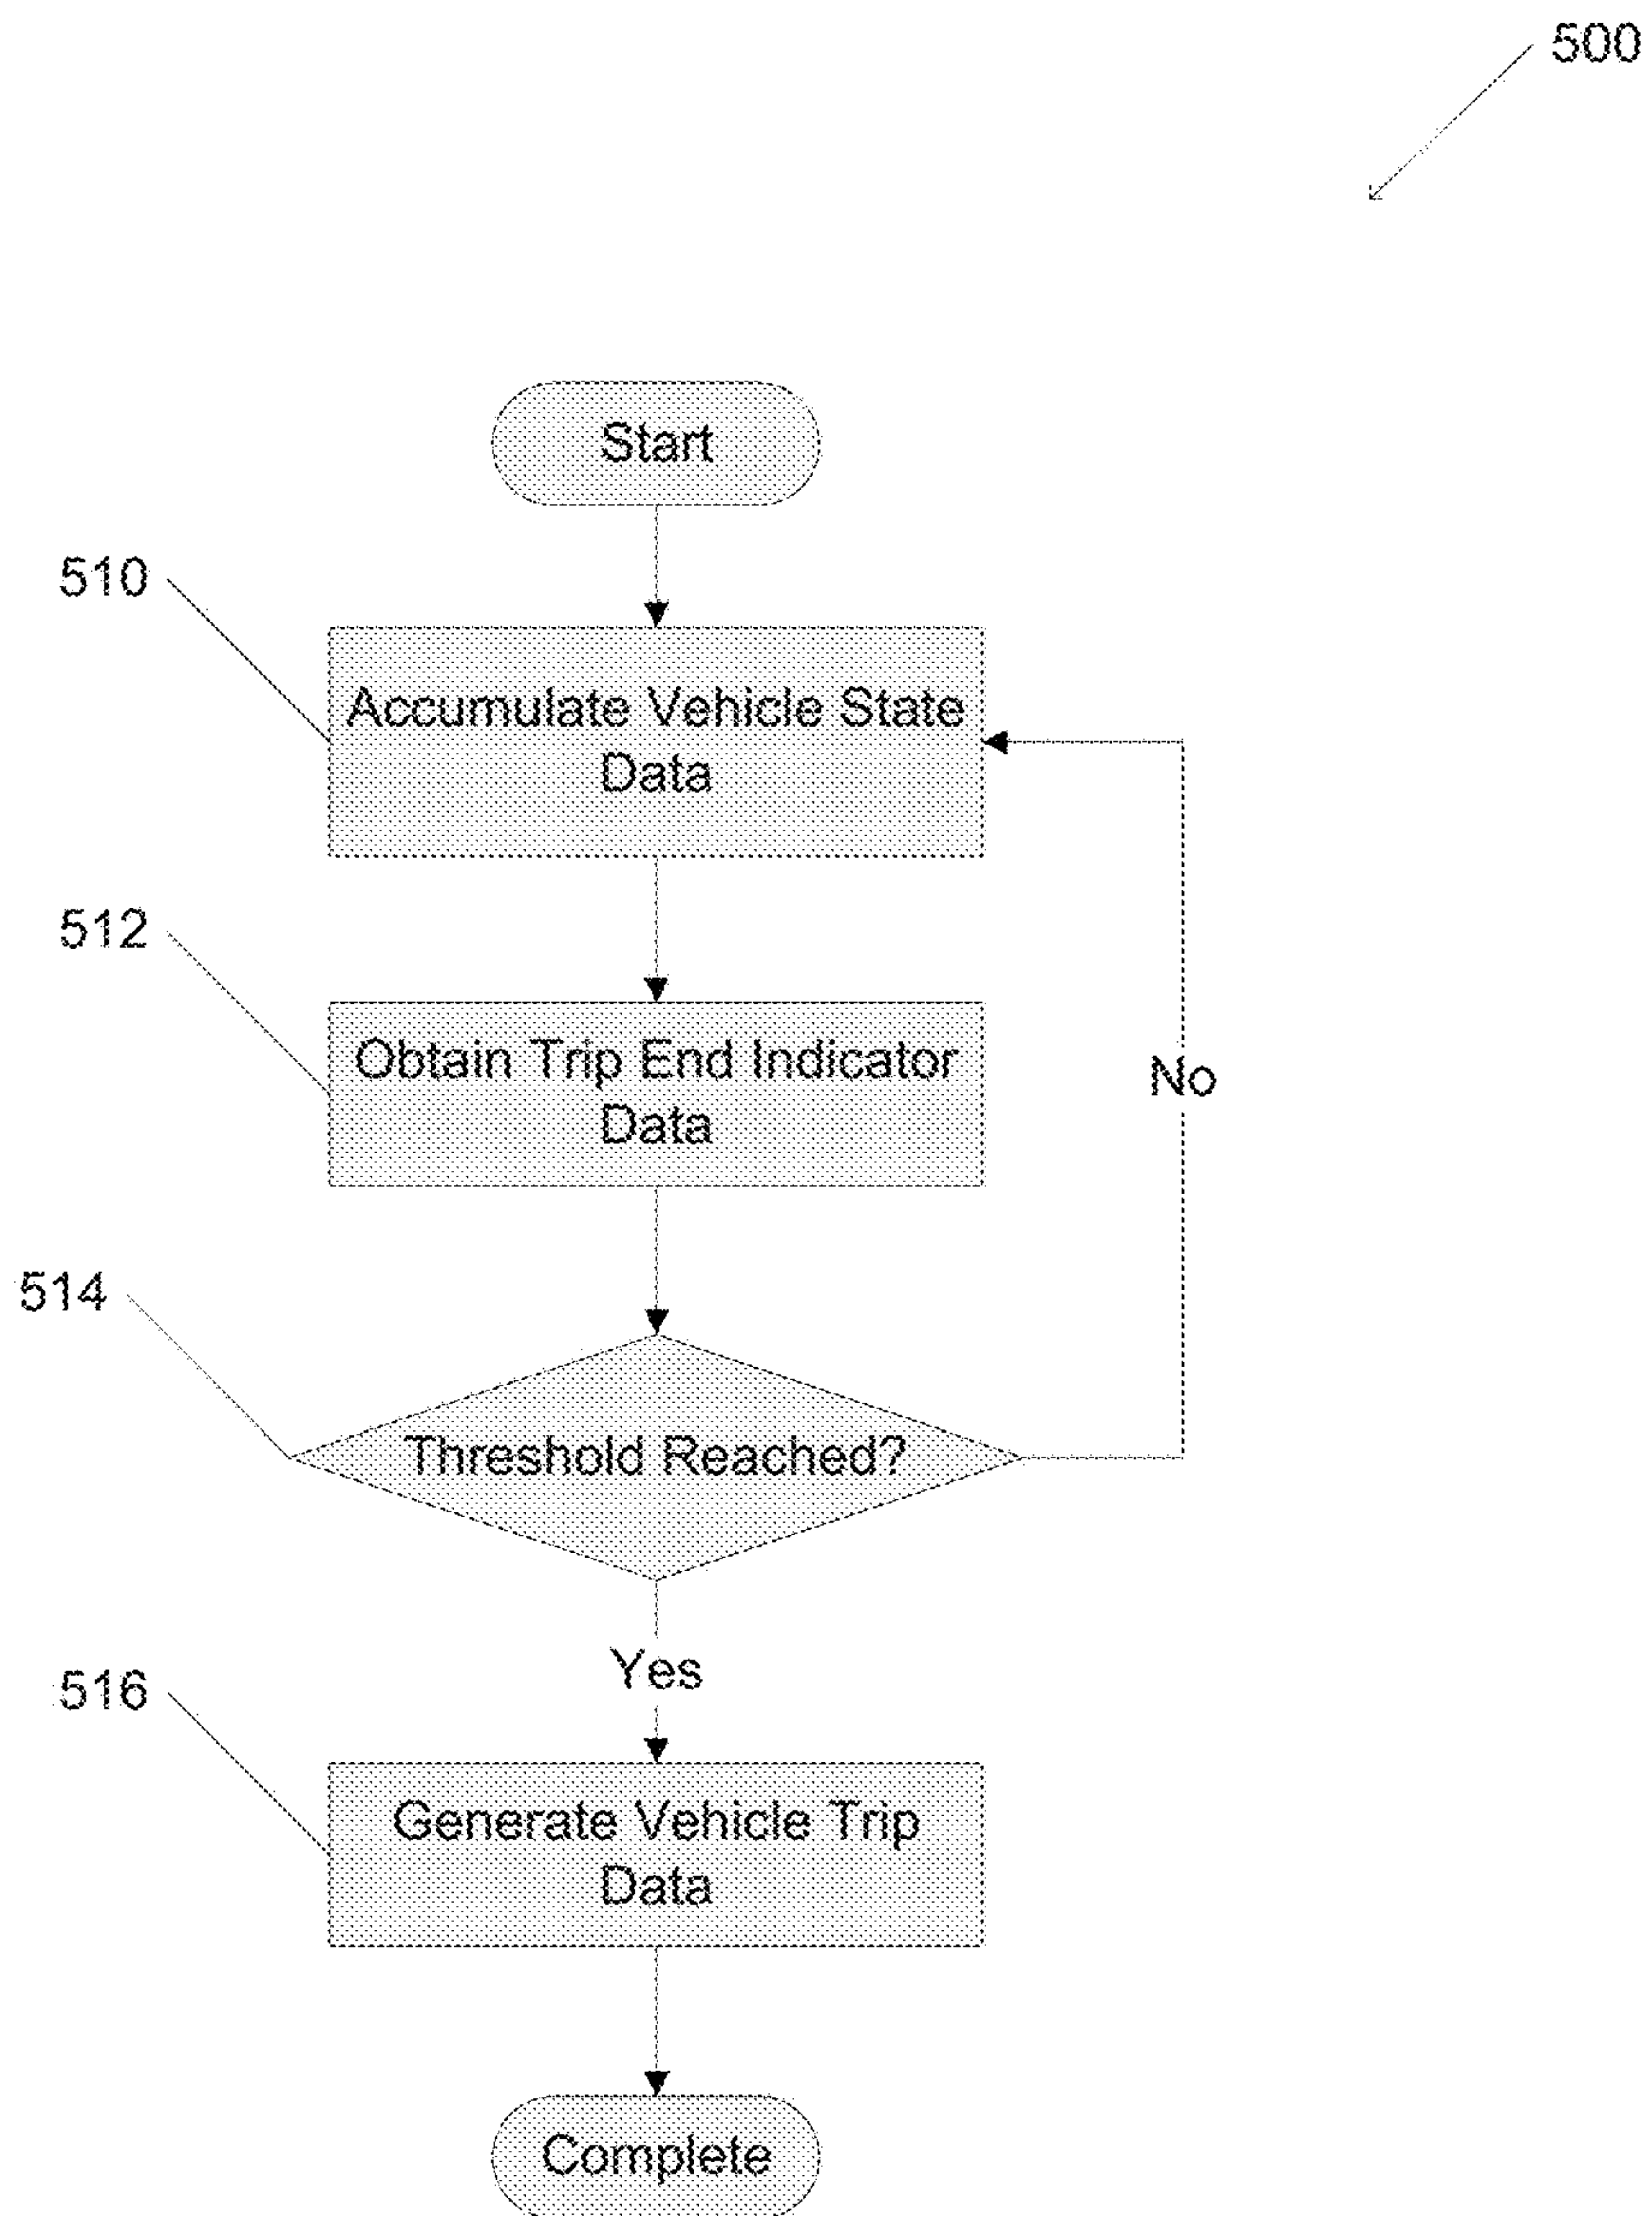 500
Start
510
Accumulate Vehicle State
Data
512
Obtain Trip End Indicator
Data
No
514
Threshold Reached?
Yes
516
Generate Vehicle Trip
Data
Complete